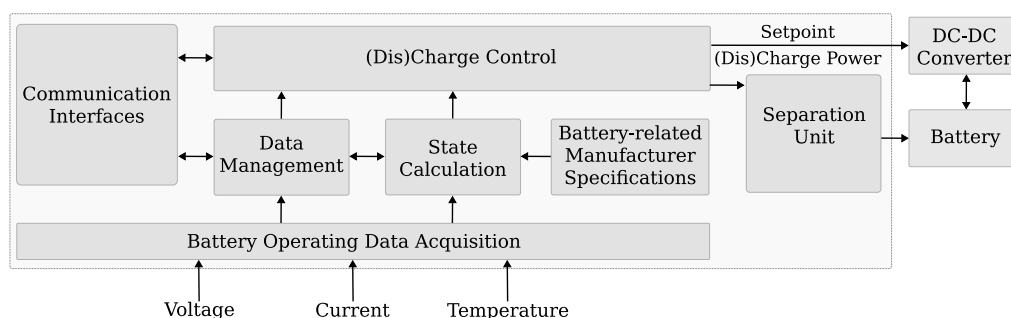 Communication
Interfaces
(Dis)Charge Control
Setpoint
(Dis)Charge Power
DC-DC
Converter
Data
Management
State
Calculation
Battery-related
Manufacturer
Specifications
Separation
Unit
Battery
Battery Operating Data Acquisition
Voltage
Current
Temperature